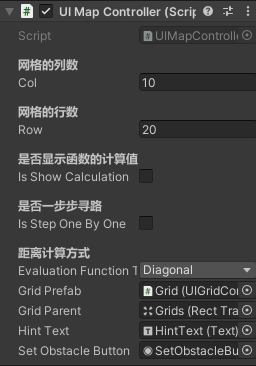 UI Map Controller (Scrip
Script UIMapControlle
网格的列数
Col 10
网格的行数
Row 20
是否显示函数的计算值
Is Show Calculation
是否一步步寻路
Is Step One By One
距离计算方式
Evaluation Function T Diagonal
Grid Prefab Grid (UIGridCo
Grid Parent Grids (Rect Tra
Hint Text HintText (Text)
Set Obstacle Button SetObstacleBu